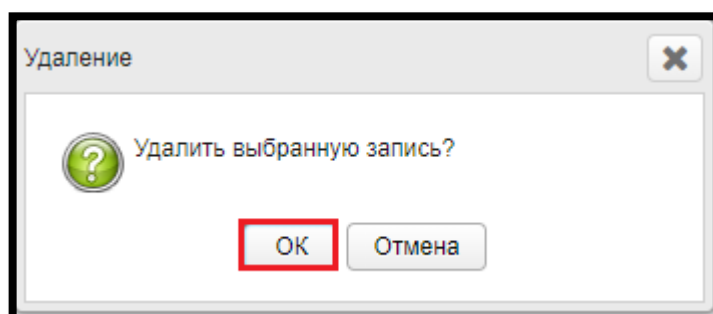 Удаление
Удалить выбранную запись?
ОК
Отмена